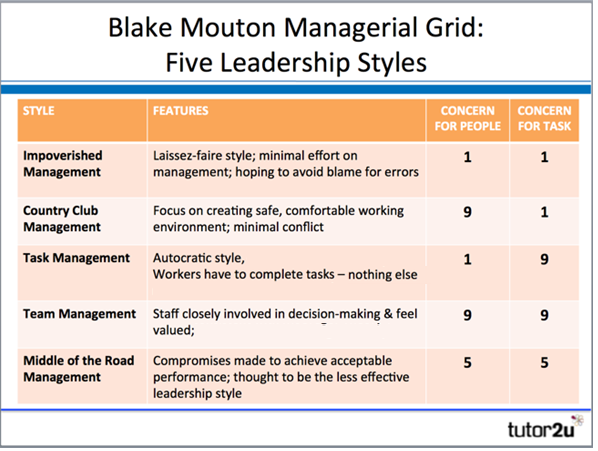 Blake Mouton Managerial Grid:
Five Leadership Styles
STYLE FEATURES CONCERN FOR PEOPLE CONCERN FOR TASK
Impoverished Management
Laissez-faire style; minimal effort on
management; hoping to avoid blame for errors
1 1
Country Club Management
Focus on creating safe, comfortable working
environment; minimal conflict
9 1
Task Management
Autocratic style,
Workers have to complete tasks – nothing else
1 9
Team Management
Staff closely involved in decision-making & feel
valued;
9 9
Middle of the Road Management
Compromises made to achieve acceptable
performance; thought to be the less effective
leadership style
5 5
tutor2u